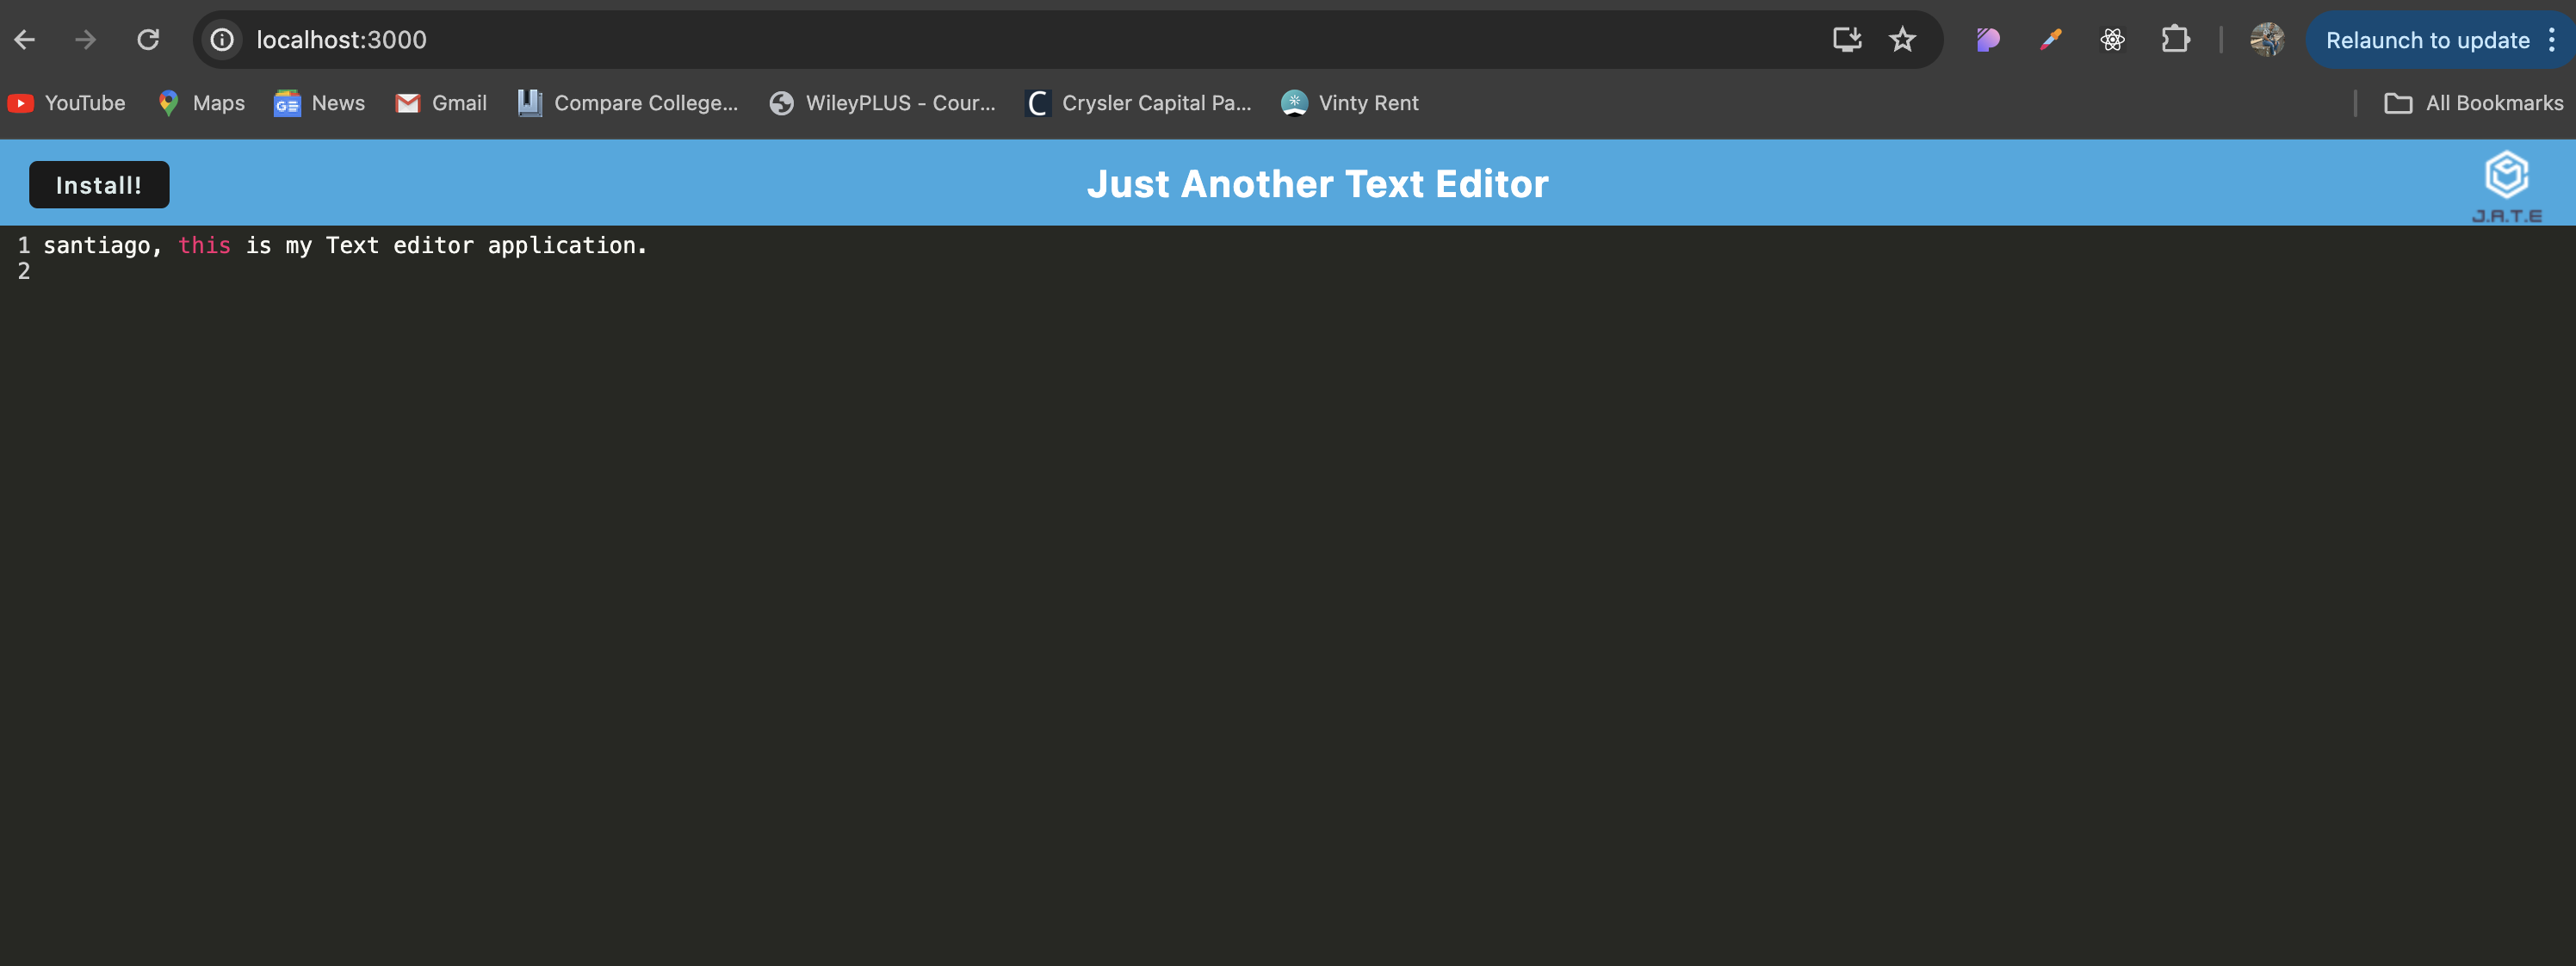 localhost:3000
Relaunch to update
YouTube Maps News Gmail Compare College... WileyPLUS - Cour... Crysler Capital Pa... Vinty Rent All Bookmarks
Install! Just Another Text Editor
J.A.T.E
1 santiago, this is my Text editor application.
2